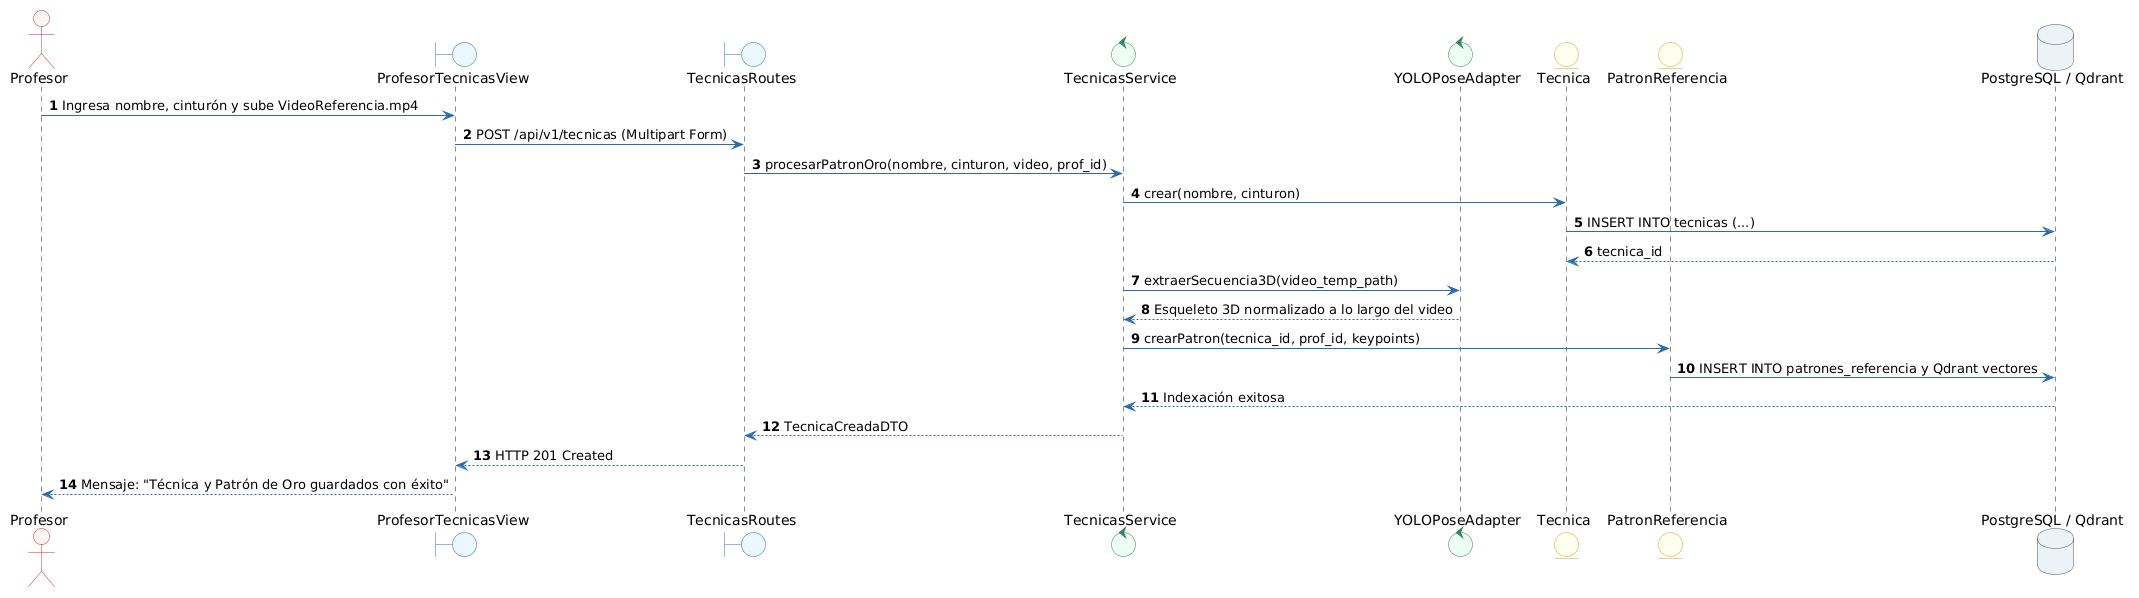 Profesor
ProfesorTecnicasView
TecnicasRoutes
TecnicasService
YOLOPoseAdapter
Tecnica
PatronReferencia
PostgreSQL / Qdrant
1 Ingresa nombre, cinturón y sube VideoReferencia.mp4
2 POST /api/v1/tecnicas (Multipart Form)
3 procesarPatronOro(nombre, cinturon, video, prof_id)
4 crear(nombre, cinturon)
5 INSERT INTO tecnicas (...)
6 tecnica_id
7 extraerSecuencia3D(video_temp_path)
8 Esqueleto 3D normalizado a lo largo del video
9 crearPatron(tecnica_id, prof_id, keypoints)
10 INSERT INTO patrones_referencia y Qdrant vectores
11 Indexación exitosa
12 TecnicaCreadaDTO
13 HTTP 201 Created
14 Mensaje: "Técnica y Patrón de Oro guardados con éxito"
Profesor
ProfesorTecnicasView
TecnicasRoutes
TecnicasService
YOLOPoseAdapter
Tecnica
PatronReferencia
PostgreSQL / Qdrant